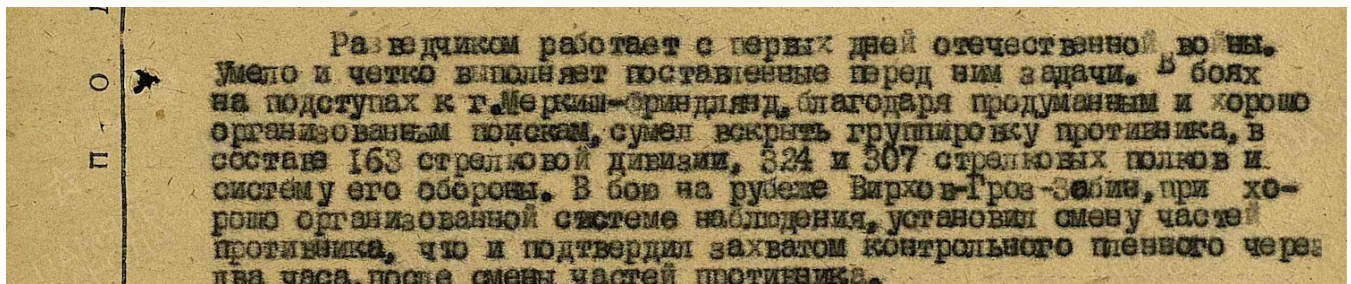 Разведчиком работает с первых дней отечественной войны.
Умело и четко выполняет поставленные перед ним задачи. В боях
на подступах к г.Меркиш-Фридлянд, благодаря продуманным и хорошо
организованным поискам, сумел вскрыть группировку противника, в
составе 163 стрелковой дивизии, 324 и 307 стрелковых полков и
систему его обороны. В бою на рубеже Вирхов-Гроз-Забин, при хо-
рошо организованной системе наблюдения, установил смену частей
противника, что и подтвердил захватом контрольного пленного через
два часа, после смены частей противника.
П - О Л